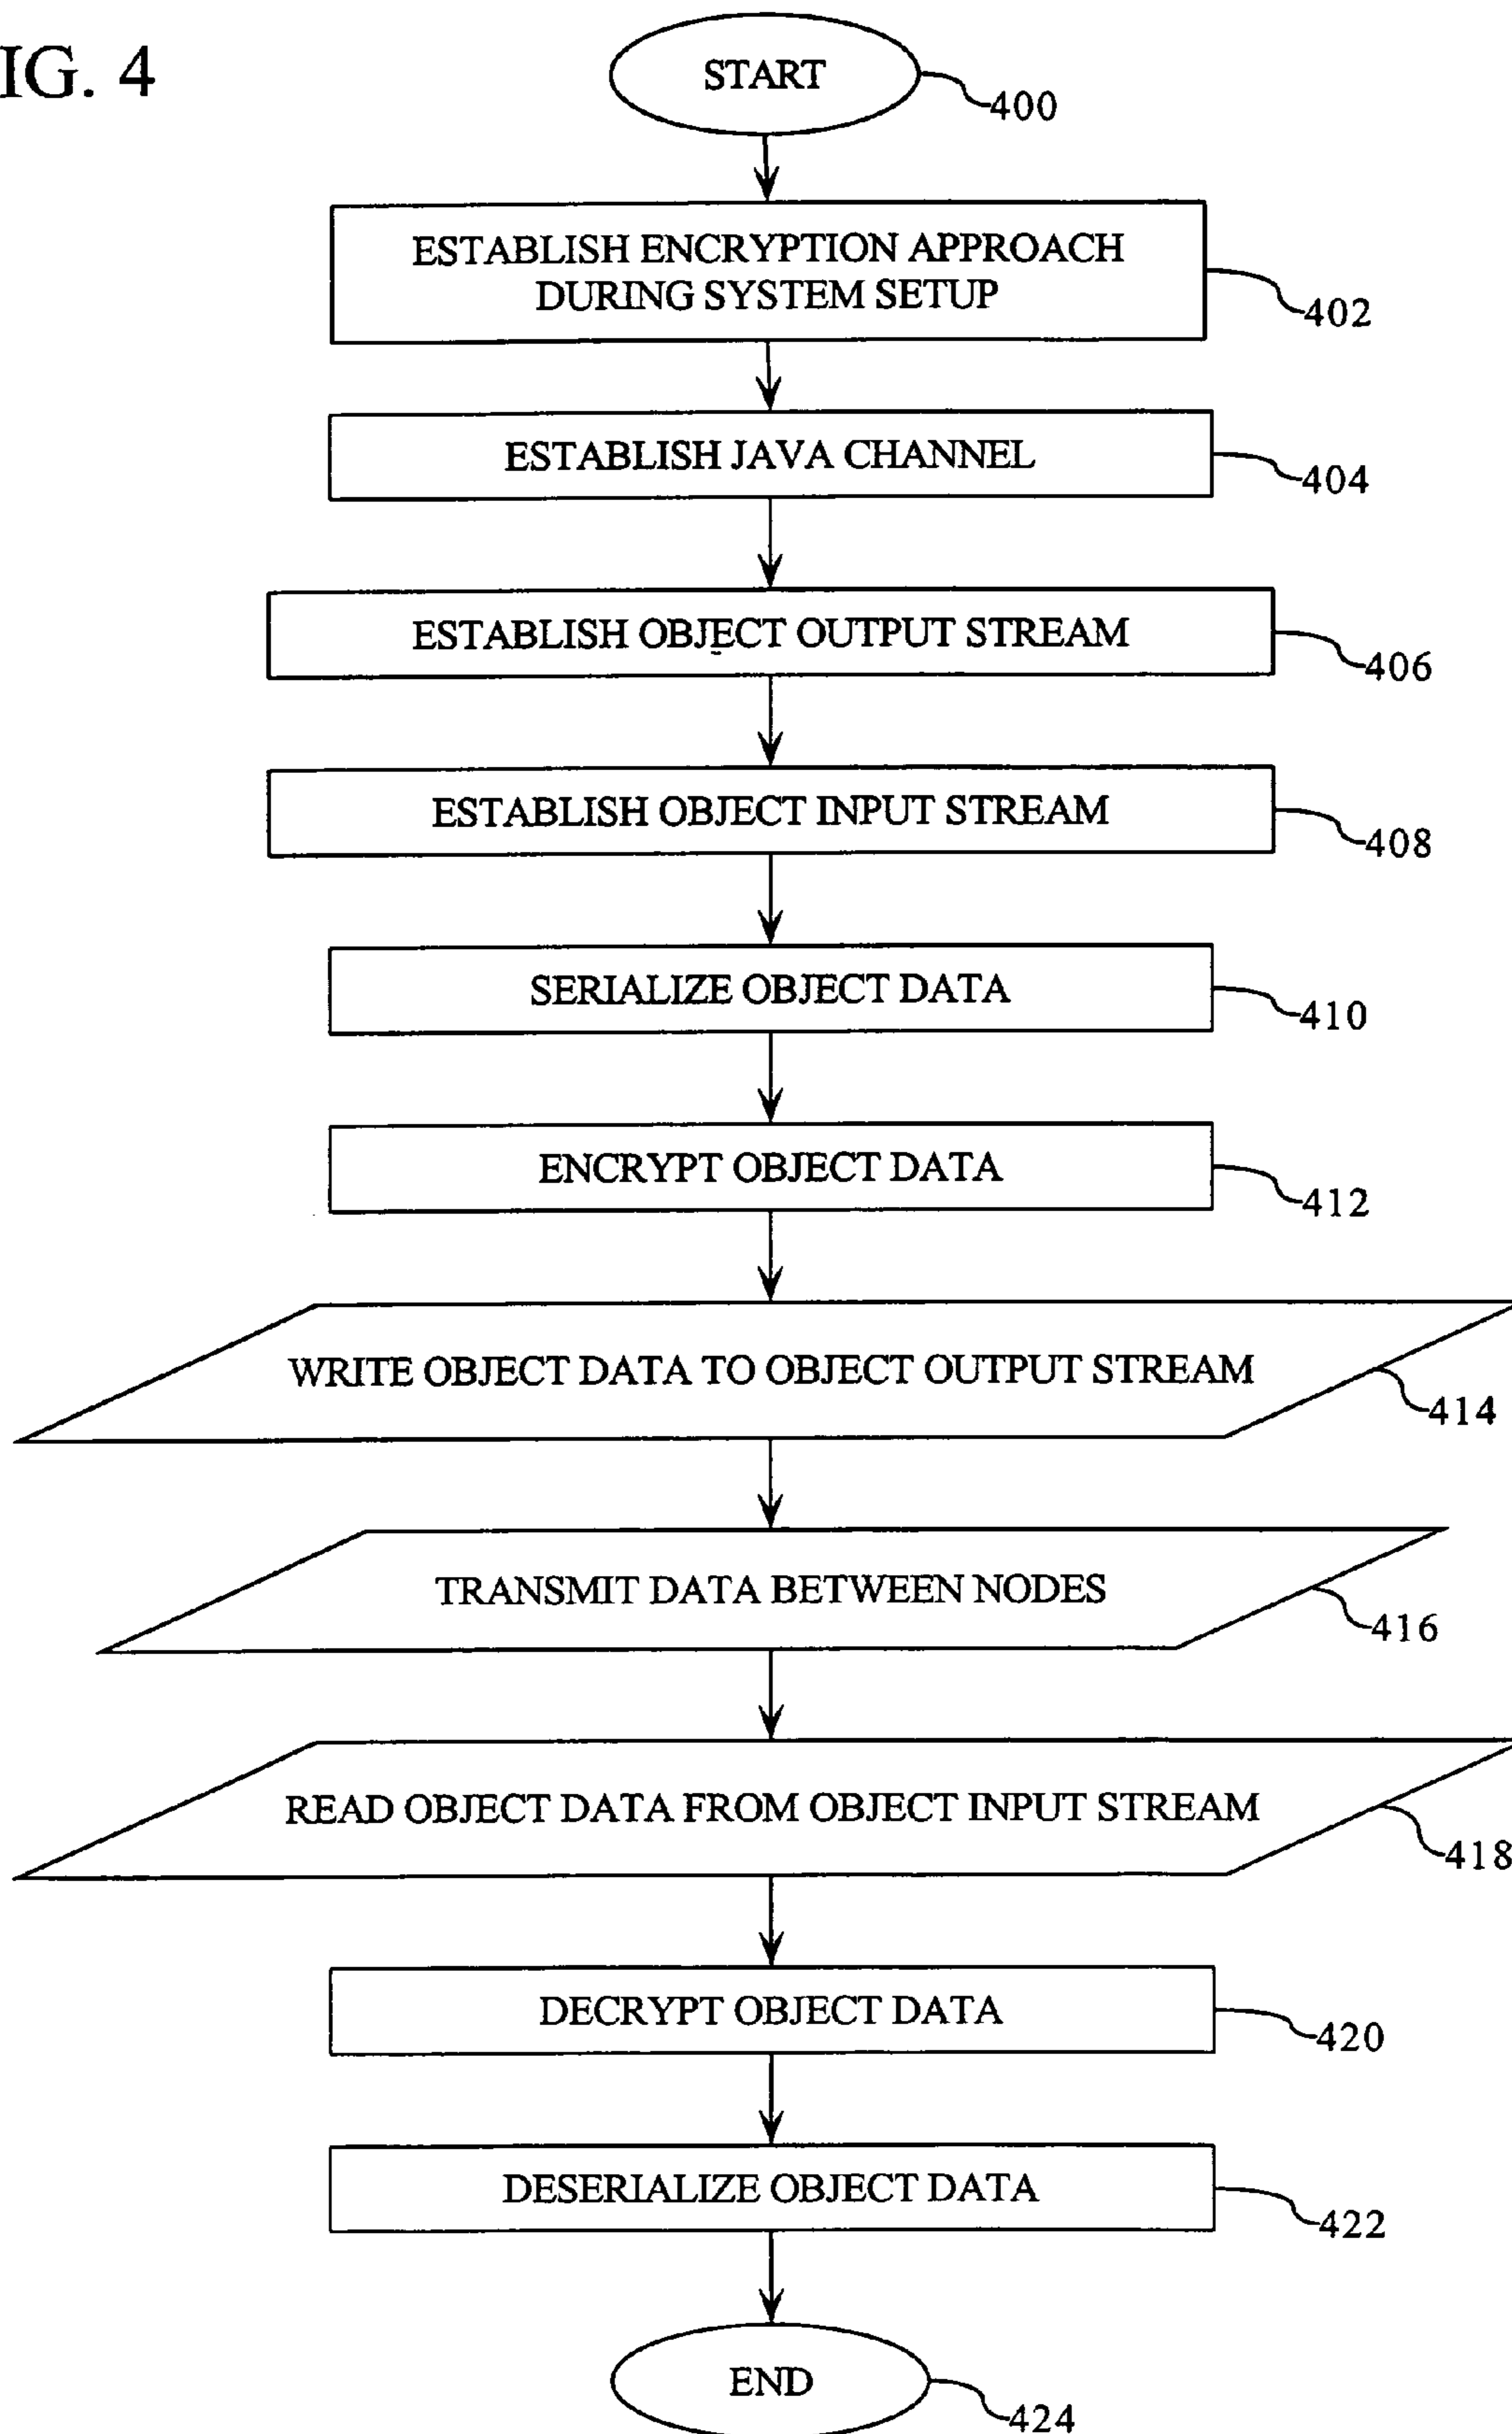 IG. 4
START
400
ESTABLISH ENCRYPTION APPROACH
DURING SYSTEM SETUP
402
ESTABLISH JAVA CHANNEL
404
ESTABLISH OBJECT OUTPUT STREAM
406
ESTABLISH OBJECT INPUT STREAM
408
SERIALIZE OBJECT DATA
410
ENCRYPT OBJECT DATA
412
WRITE OBJECT DATA TO OBJECT OUTPUT STREAM
414
TRANSMIT DATA BETWEEN NODES
416
READ OBJECT DATA FROM OBJECT INPUT STREAM
418
DECRYPT OBJECT DATA
420
DESERIALIZE OBJECT DATA
422
END
424